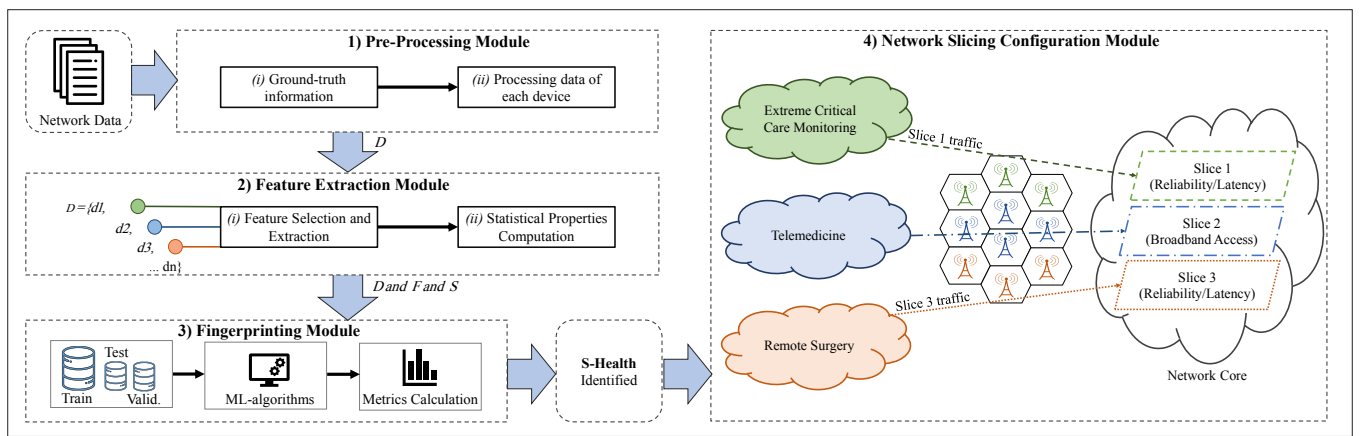 Network Data
1) Pre-Processing Module
(i) Ground-truth
information
(ii) Processing data of
each device
D
2) Feature Extraction Module
D={d1,
d2,
d3,
... dn}
(i) Feature Selection and
Extraction
(ii) Statistical Properties
Computation
D and F and S
3) Fingerprinting Module
Test
Train
Valid.
ML-algorithms
Metrics Calculation
S-Health
Identified
4) Network Slicing Configuration Module
Extreme Critical
Care Monitoring
Slice 1 traffic
Telemedicine
Slice 3 traffic
Remote Surgery
Slice 1
(Reliability/Latency)
Slice 2
(Broadband Access)
Slice 3
(Reliability/Latency)
Network Core